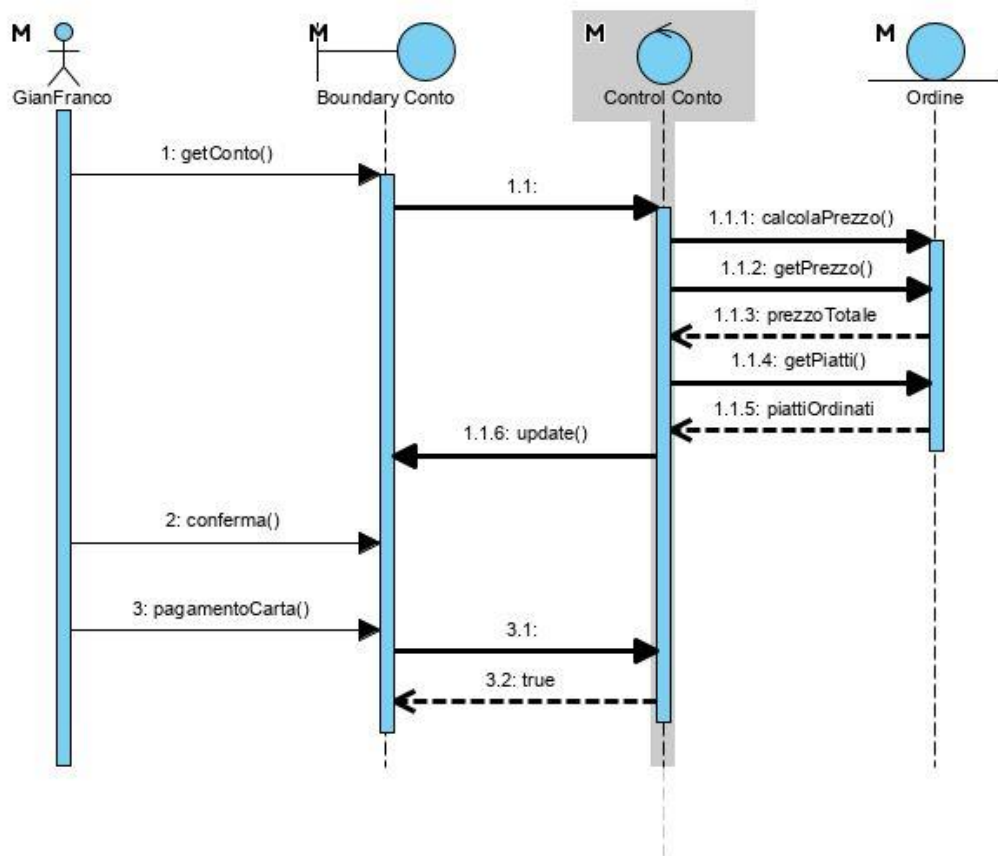 M
M
M
M
GianFranco
Boundary Conto
Control Conto
Ordine
1: getConto()
1.1:
1.1.1: calcolaPrezzo()
1.1.2: getPrezzo()
1.1.3: prezzoTotale
1.1.4: getPiatti()
1.1.5: piattiOrdinati
1.1.6: update()
2: conferma()
3: pagamentoCarta()
3.1:
3.2: true